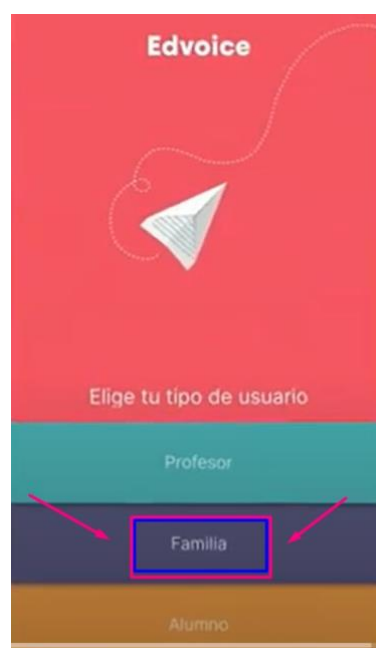 Edvoice
Elige tu tipo de usuario
Profesor
Familia
Alumno